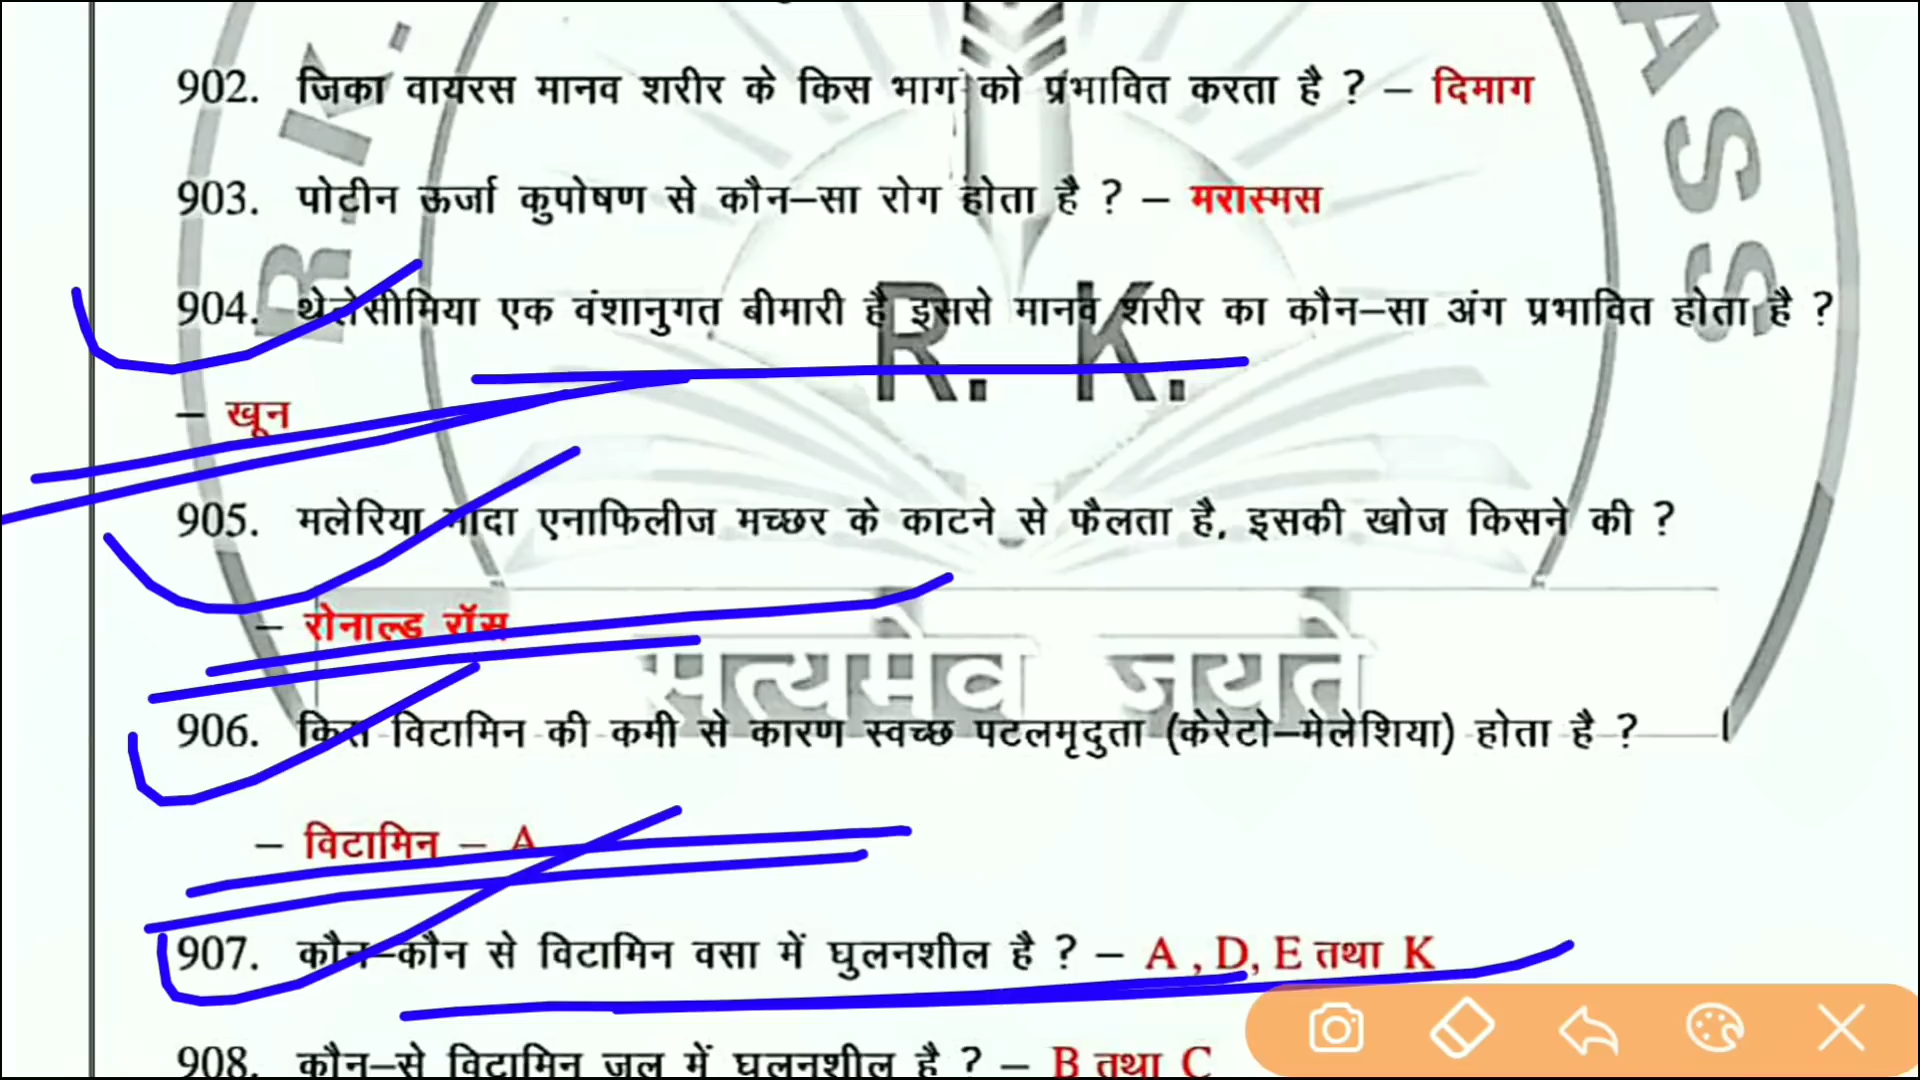 902. जिका वायरस मानव शरीर के किस भाग को प्रभावित करता है ? – दिमाग
903. पोटीन ऊर्जा कुपोषण से कौन–सा रोग होता है ? – मरास्मस
904. थेलेसीमिया एक वंशानुगत बीमारी है इससे मानव शरीर का कौन–सा अंग प्रभावित होता है ?
– खून
905. मलेरिया मादा एनाफिलीज मच्छर के काटने से फैलता है, इसकी खोज किसने की ?
– रोनाल्ड रॉस
906. किस विटामिन की कमी से कारण स्वच्छ पटलमृदुता (केरेटो–मेलेशिया) होता है ?
– विटामिन – A
907. कौन–कौन से विटामिन वसा में घुलनशील है ? – A , D, E तथा K
908. कौन–से विटामिन जल में घुलनशील है ? – B तथा C
R. K.
ASS
R. K.
सत्यमेव जयते